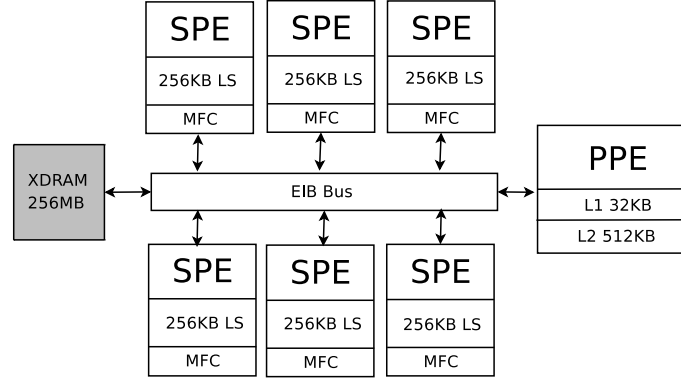 SPE
256KB LS
MFC
SPE
256KB LS
MFC
SPE
256KB LS
MFC
XDRAM
256MB
EIB Bus
PPE
L1 32KB
L2 512KB
SPE
256KB LS
MFC
SPE
256KB LS
MFC
SPE
256KB LS
MFC